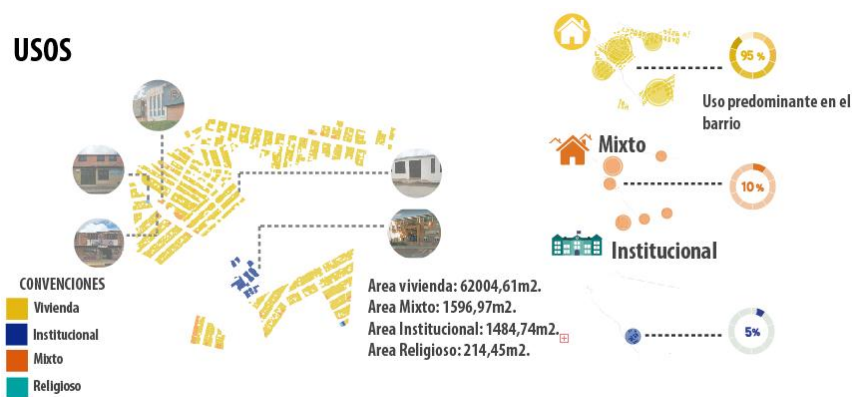 USOS
95 %
Uso predominante en el
barrio
Mixto
10 %
Institucional
CONVENCIONES
Vivienda
Institucional
Mixto
Religioso
Area vivienda: 62004,61m2.
Area Mixto: 1596,97m2.
Area Institucional: 1484,74m2.
Area Religioso: 214,45m2.
5%